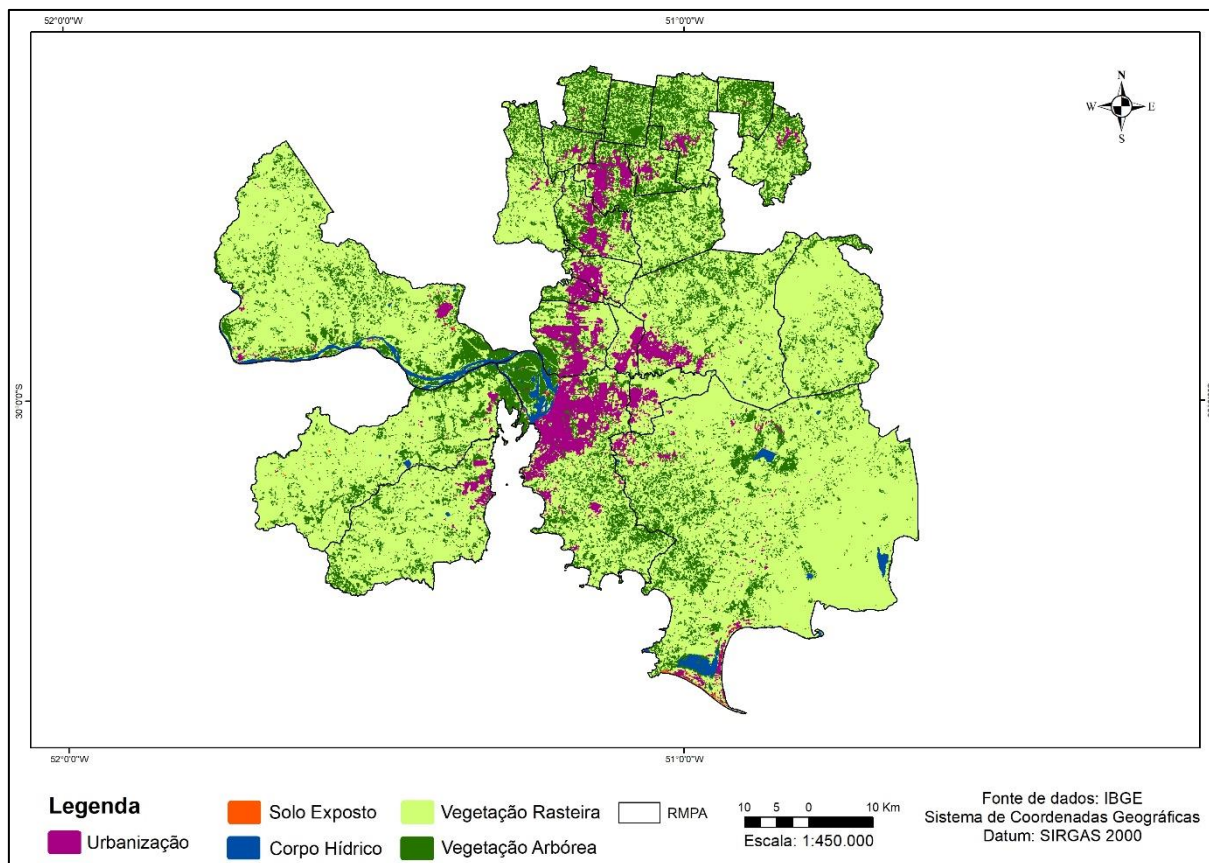 52°0'0"W
51°0'0"W
N
W
E
S
30°0'0"S
52°0'0"W
51°0'0"W
Legenda
Urbanização
Solo Exposto
Corpo Hídrico
Vegetação Rasteira
Vegetação Arbórea
RMPA
10 5 0 10 Km
Escala: 1:450.000
Fonte de dados: IBGE
Sistema de Coordenadas Geográficas
Datum: SIRGAS 2000